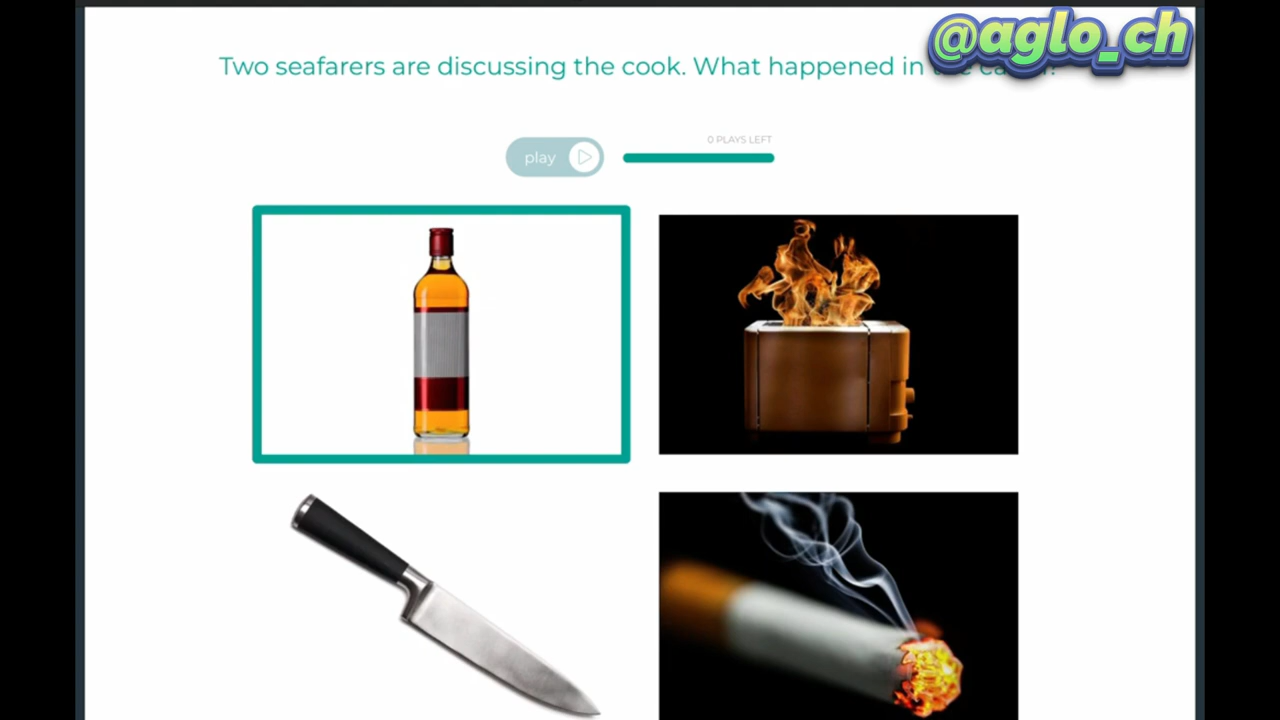 @aglo_ch
Two seafarers are discussing the cook. What happened in
0 PLAYS LEFT
play